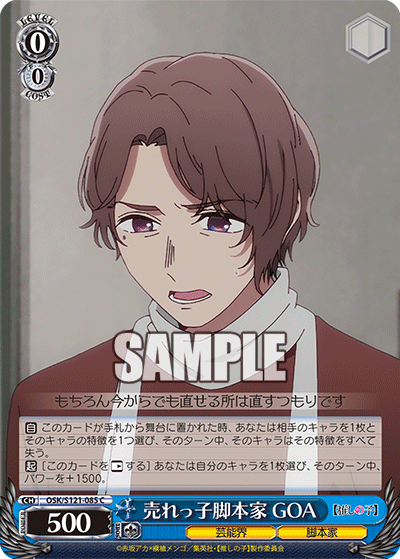 LEVEL
0
0
COST
SAMPLE
もちろん今からでも直せる所は直すつもりです
自 このカードが手札から舞台に置かれた時、あなたは相手のキャラを1枚と
そのキャラの特徴を1つ選び、そのターン中、そのキャラはその特徴をすべて
失う。
起 [このカードを する] あなたは自分のキャラを1枚選び、そのターン中、
パワーを+1500。
CH OSK/S121-085 C
売れっ子脚本家 GOA
【推しの子】
500
芸能界
脚本家
©赤坂アカ×横槍メンゴ/集英社・【推しの子】製作委員会